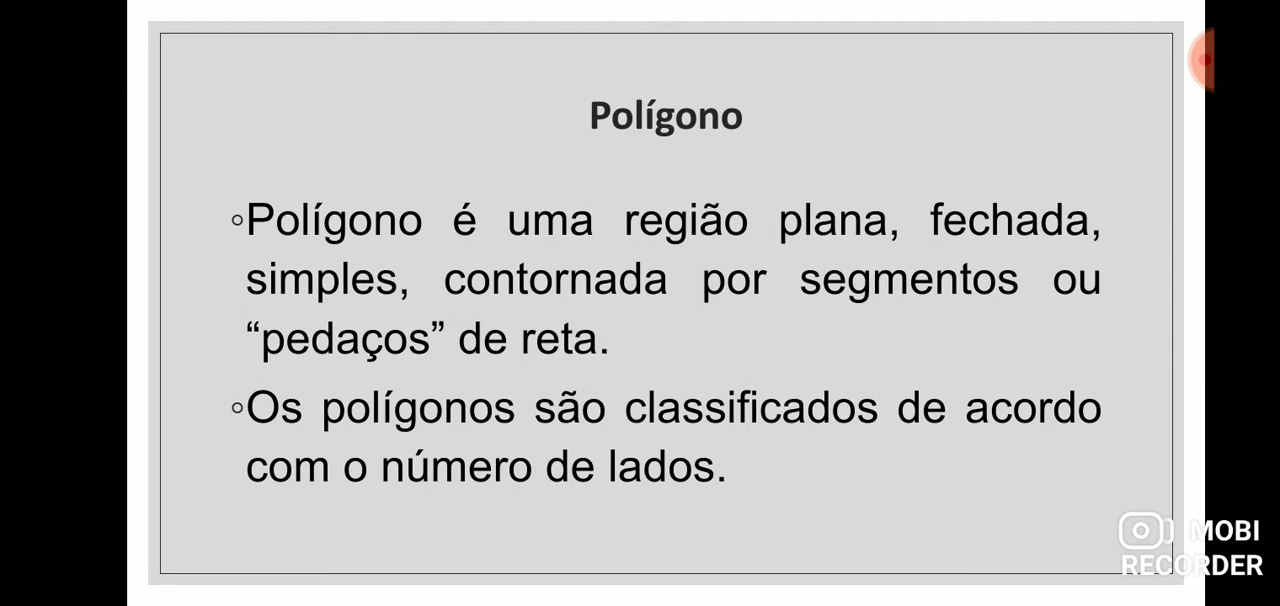 Polígono
◦Polígono é uma região plana, fechada,
simples, contornada por segmentos ou
“pedaços” de reta.
◦Os polígonos são classificados de acordo
com o número de lados.
MOBI
RECORDER